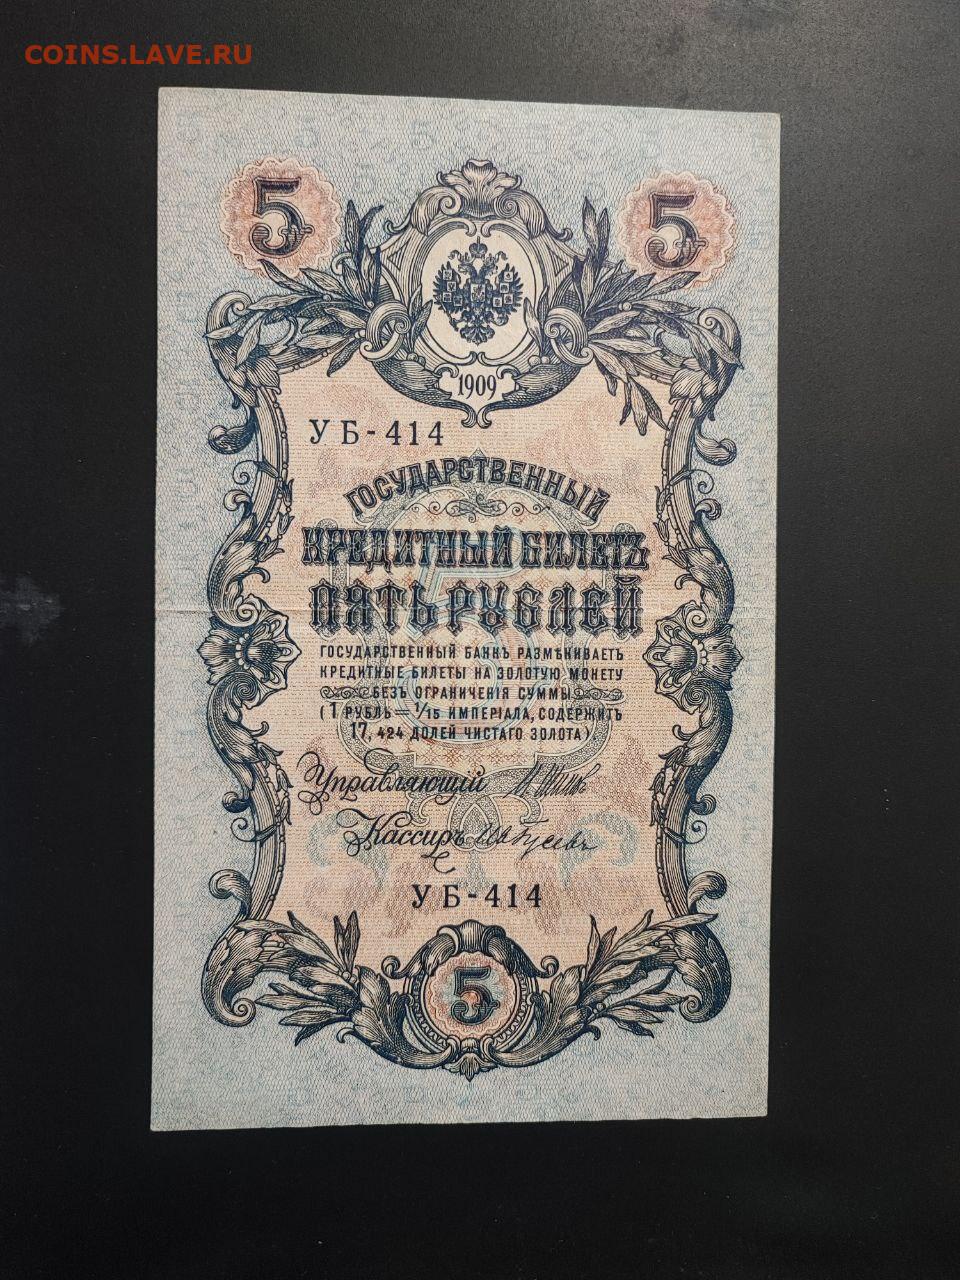 COINS.LAVE.RU
5 5
1909
УБ-414
ГОСУДАРСТВЕННЫЙ
КРЕДИТНЫЙ БИЛЕТЪ
ПЯТЬ РУБЛЕЙ
ГОСУДАРСТВЕННЫЙ БАНКЪ РАЗМѢНИВАЕТЪ
КРЕДИТНЫЕ БИЛЕТЫ НА ЗОЛОТУЮ МОНЕТУ
БЕЗЪ ОГРАНИЧЕНІЯ СУММЫ
(1 РУБЛЬ = 1/15 ИМПЕРІАЛА, СОДЕРЖИТЪ
17,424 ДОЛЕЙ ЧИСТАГО ЗОЛОТА).
Управляющій
Кассиръ
УБ-414
5